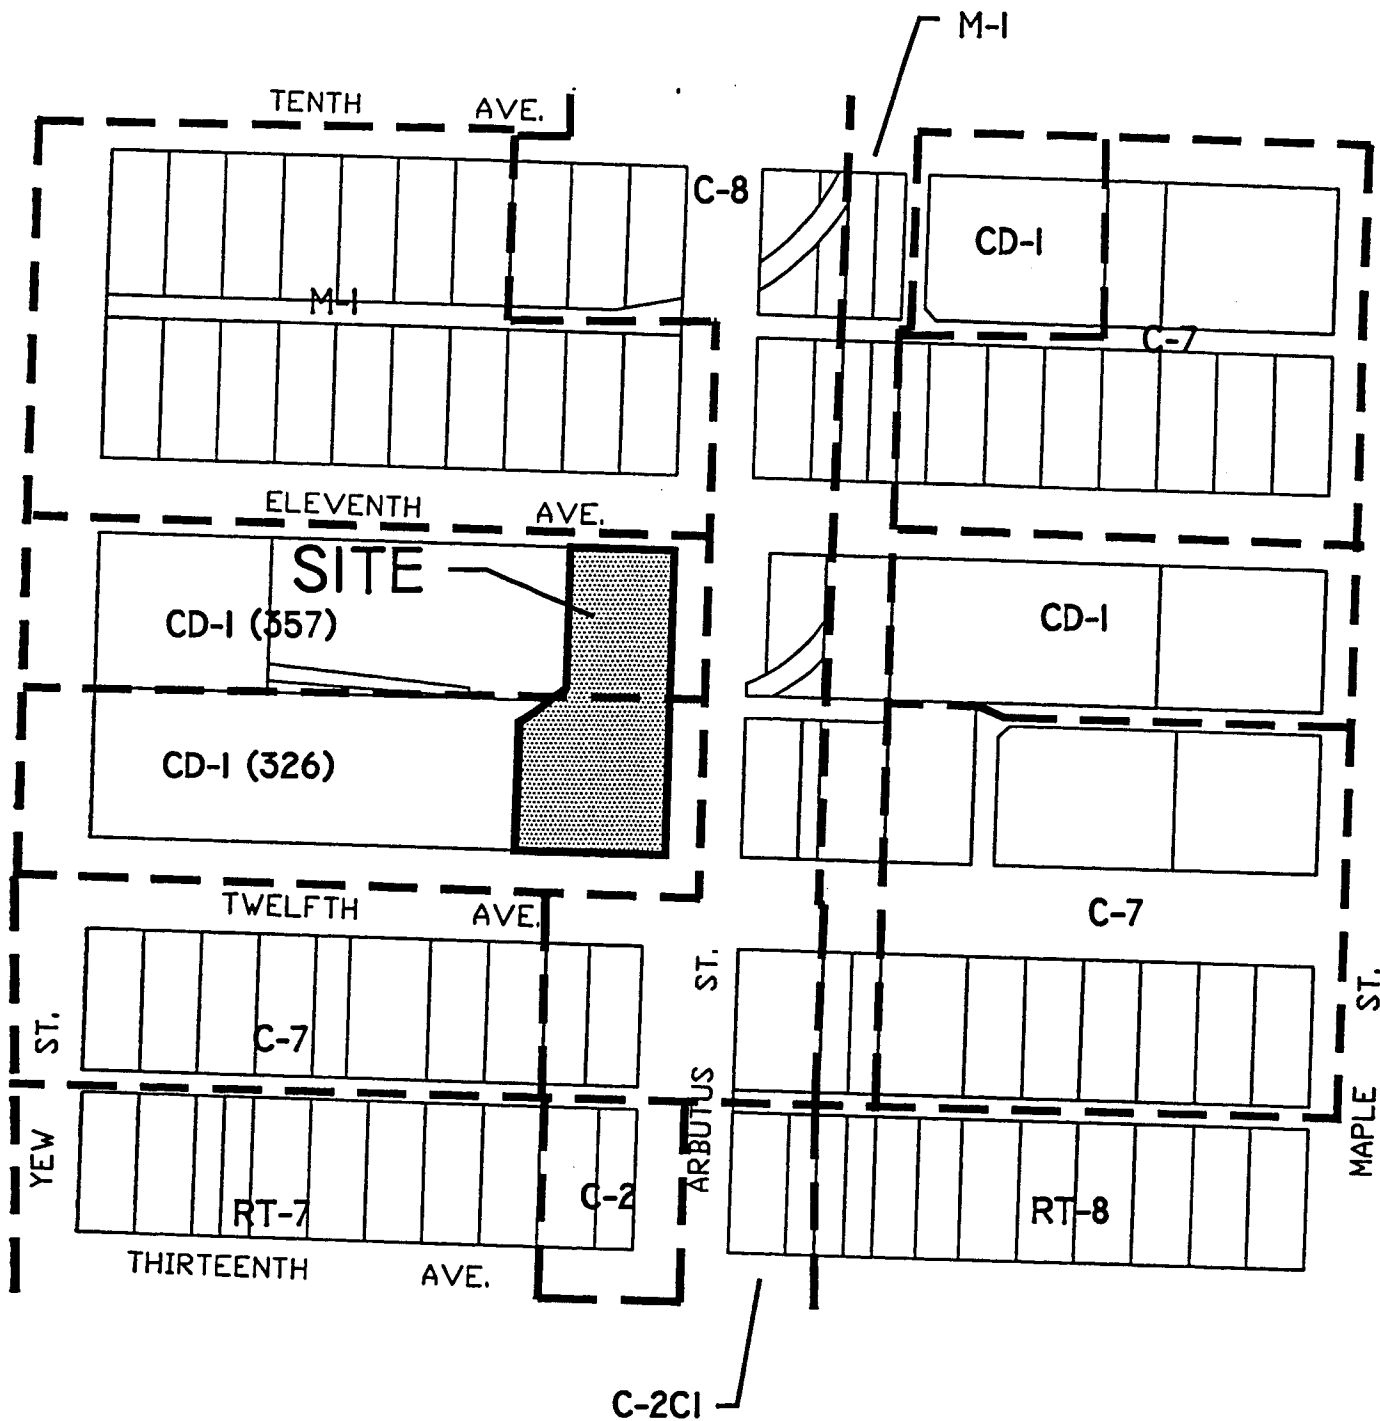 M-1
TENTH AVE.
C-8
CD-1
M-1
C-7
ELEVENTH AVE.
SITE
CD-1 (357)
CD-1
CD-1 (326)
TWELFTH AVE.
C-7
YEW ST.
C-7
ARBUTUS ST.
MAPLE ST.
RT-7
C-2
RT-8
THIRTEENTH AVE.
C-2C1